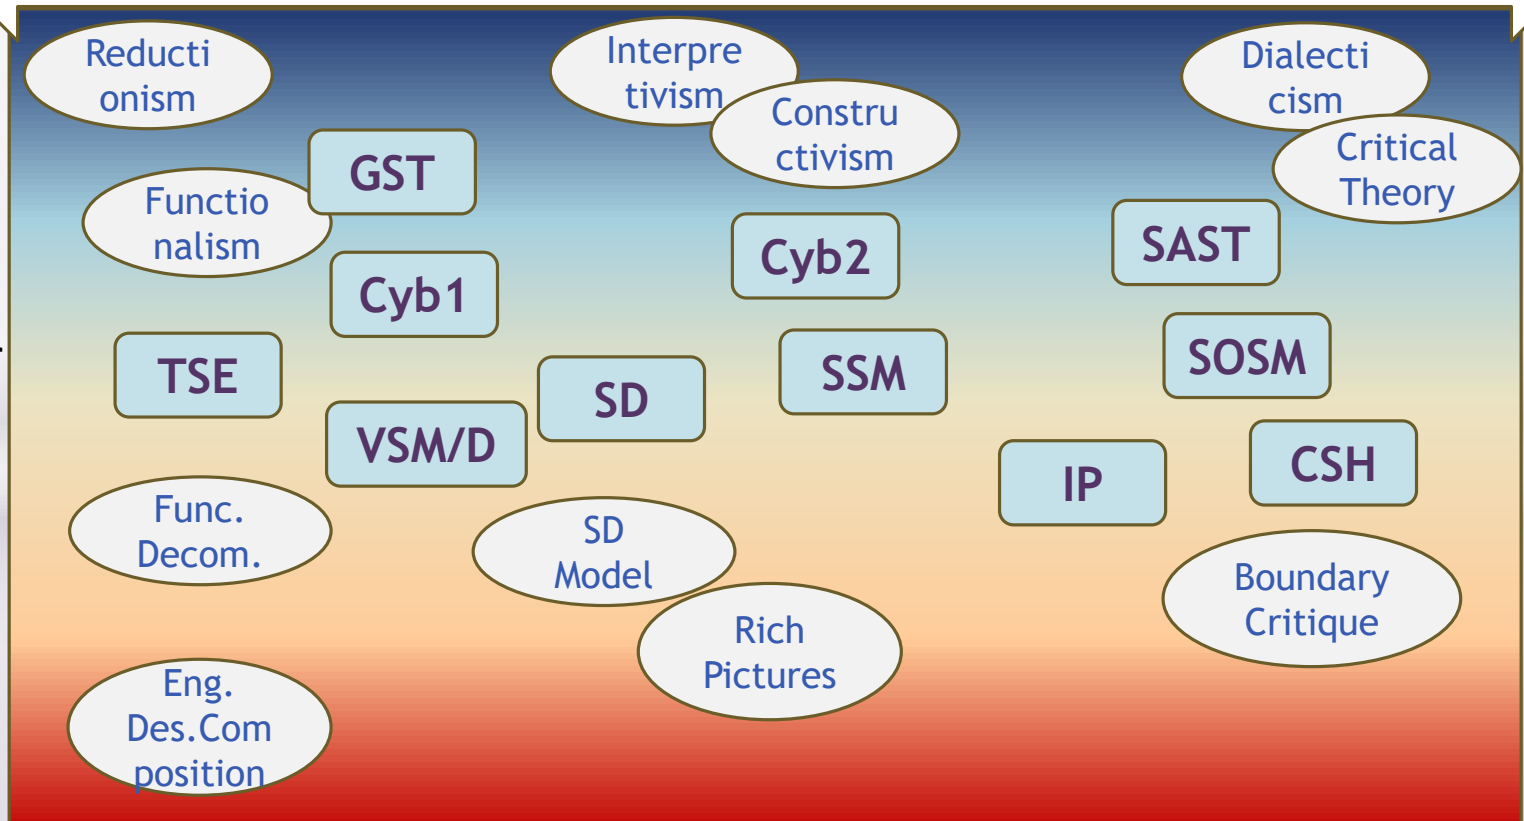 Reducti
onism
Interpre
tivism
Constru
ctivism
Dialecti
cism
Critical
Theory
GST
Functio
nalism
Cyb1
Cyb2
SAST
TSE
SD
SSM
SOSM
VSM/D
IP
CSH
Func.
Decom.
SD
Model
Rich
Pictures
Boundary
Critique
Eng.
Des.Com
position